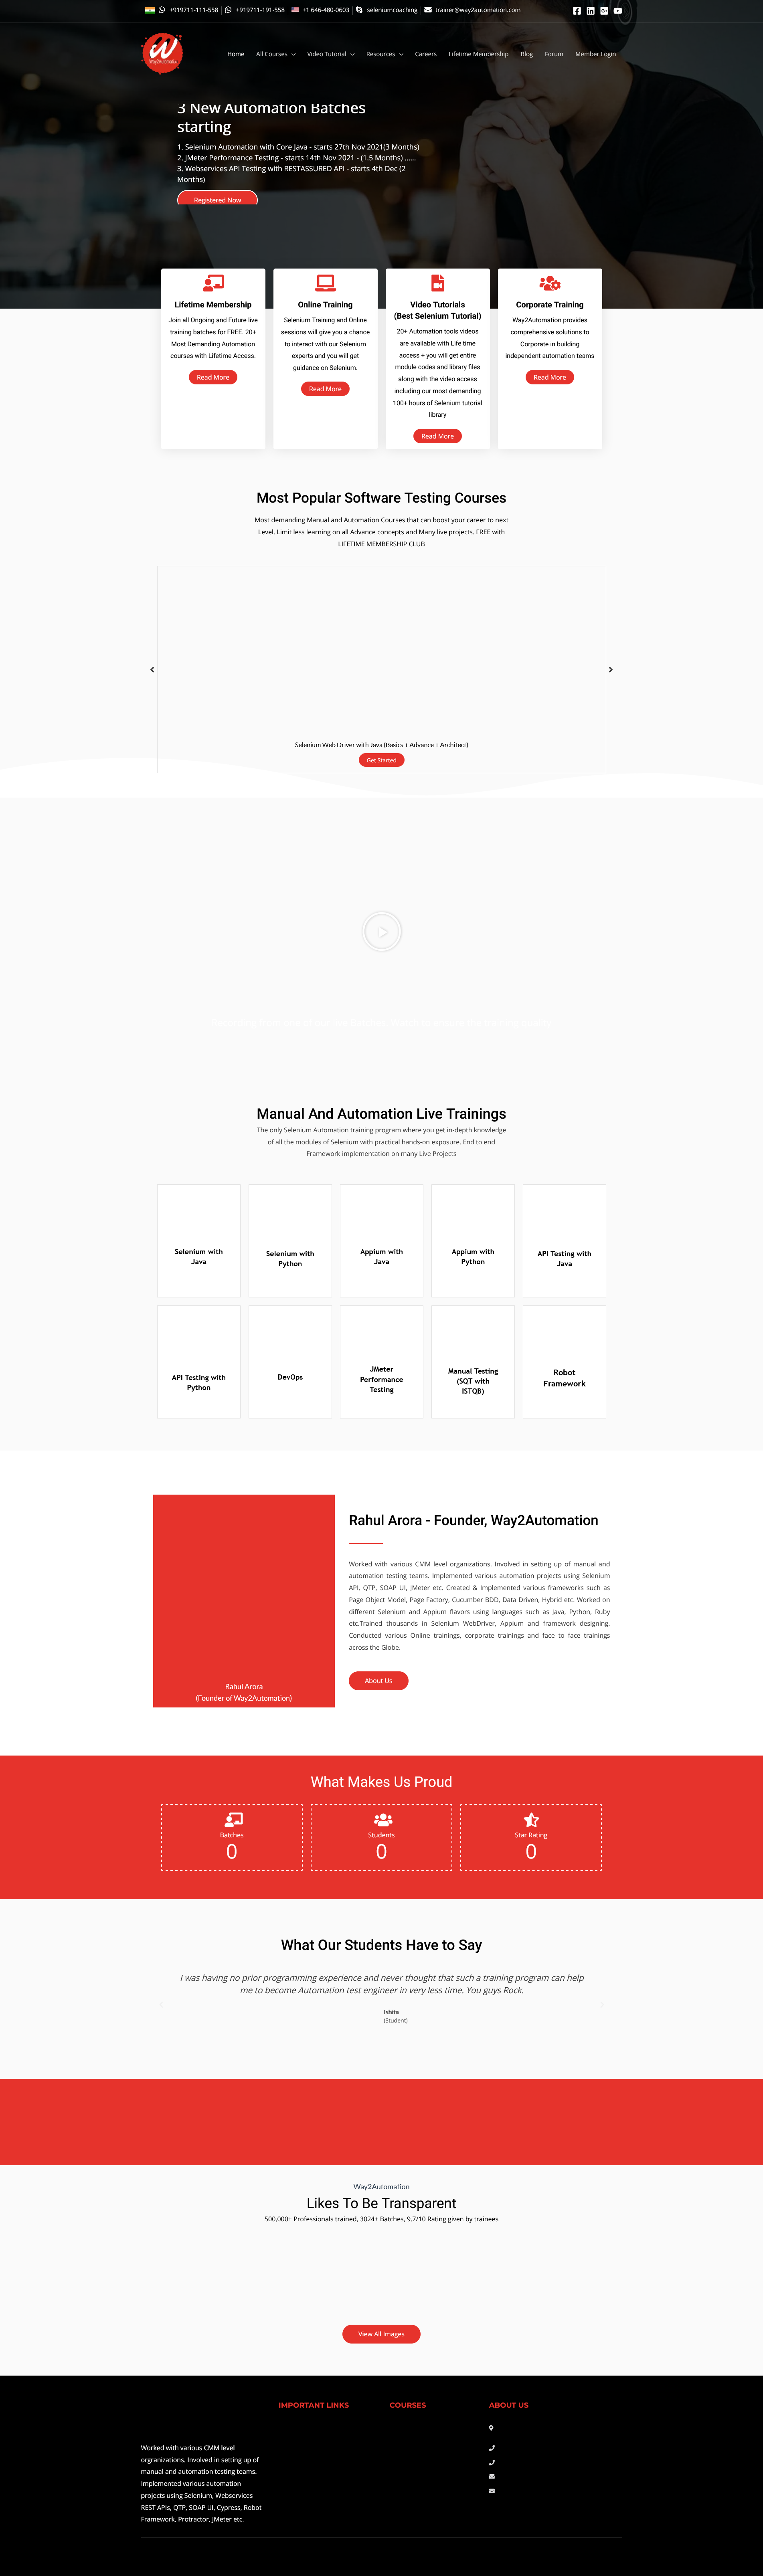 +919711-111-558
+919711-191-558
+1 646-480-0603
seleniumcoaching
trainer@way2automation.com
Way2Automation
Home
All Courses
Video Tutorial
Resources
Careers
Lifetime Membership
Blog
Forum
Member Login
3 New Automation Batches
starting
1. Selenium Automation with Core Java - starts 27th Nov 2021(3 Months)
2. JMeter Performance Testing - starts 14th Nov 2021 - (1.5 Months) ......
3. Webservices API Testing with RESTASSURED API - starts 4th Dec (2
Months)
Registered Now
Lifetime Membership
Join all Ongoing and Future live
training batches for FREE. 20+
Most Demanding Automation
courses with Lifetime Access.
Read More
Online Training
Selenium Training and Online
sessions will give you a chance
to interact with our Selenium
experts and you will get
guidance on Selenium.
Read More
Video Tutorials
(Best Selenium Tutorial)
20+ Automation tools videos
are available with Life time
access + you will get entire
module codes and library files
along with the video access
including our most demanding
100+ hours of Selenium tutorial
library
Read More
Corporate Training
Way2Automation provides
comprehensive solutions to
Corporate in building
independent automation teams
Read More
Most Popular Software Testing Courses
Most demanding Manual and Automation Courses that can boost your career to next
Level. Limit less learning on all Advance concepts and Many live projects. FREE with
LIFETIME MEMBERSHIP CLUB
Selenium Web Driver with Java (Basics + Advance + Architect)
Get Started
Manual And Automation Live Trainings
The only Selenium Automation training program where you get in-depth knowledge
of all the modules of Selenium with practical hands-on exposure. End to end
Framework implementation on many Live Projects
Selenium with
Java
Selenium with
Python
Appium with
Java
Appium with
Python
API Testing with
Java
API Testing with
Python
DevOps
JMeter
Performance
Testing
Manual Testing
(SQT with
ISTQB)
Robot
Framework
Rahul Arora
(Founder of Way2Automation)
Rahul Arora - Founder, Way2Automation
Worked with various CMM level organizations. Involved in setting up of manual and
automation testing teams. Implemented various automation projects using Selenium
API, QTP, SOAP UI, JMeter etc. Created & Implemented various frameworks such as
Page Object Model, Page Factory, Cucumber BDD, Data Driven, Hybrid etc. Worked on
different Selenium and Appium flavors using languages such as Java, Python, Ruby
etc.Trained thousands in Selenium WebDriver, Appium and framework designing.
Conducted various Online trainings, corporate trainings and face to face trainings
across the Globe.
About Us
What Makes Us Proud
Batches
0
Students
0
Star Rating
0
What Our Students Have to Say
I was having no prior programming experience and never thought that such a training program can help
me to become Automation test engineer in very less time. You guys Rock.
Ishita
(Student)
Way2Automation
Likes To Be Transparent
500,000+ Professionals trained, 3024+ Batches, 9.7/10 Rating given by trainees
View All Images
Worked with various CMM level
orgranizations. Involved in setting up of
manual and automation testing teams.
Implemented various automation
projects using Selenium, Webservices
REST APIs, QTP, SOAP UI, Cypress, Robot
Framework, Protractor, JMeter etc.
IMPORTANT LINKS
COURSES
ABOUT US